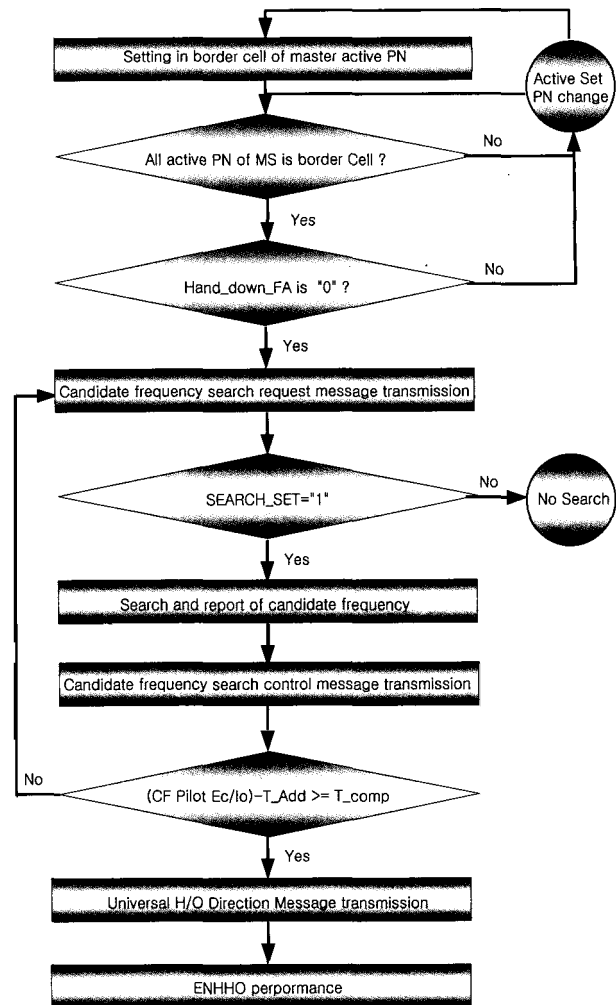 Setting in border cell of master active PN
Active Set
PN change
All active PN of MS is border Cell ?
No
Yes
Hand_down_FA is "0" ?
No
Yes
Candidate frequency search request message transmission
SEARCH_SET="1"
No
No Search
Yes
Search and report of candidate frequency
Candidate frequency search control message transmission
No
(CF Pilot Ec/Io)-T_Add >= T_comp
Yes
Universal H/O Direction Message transmission
ENHHO perpormance